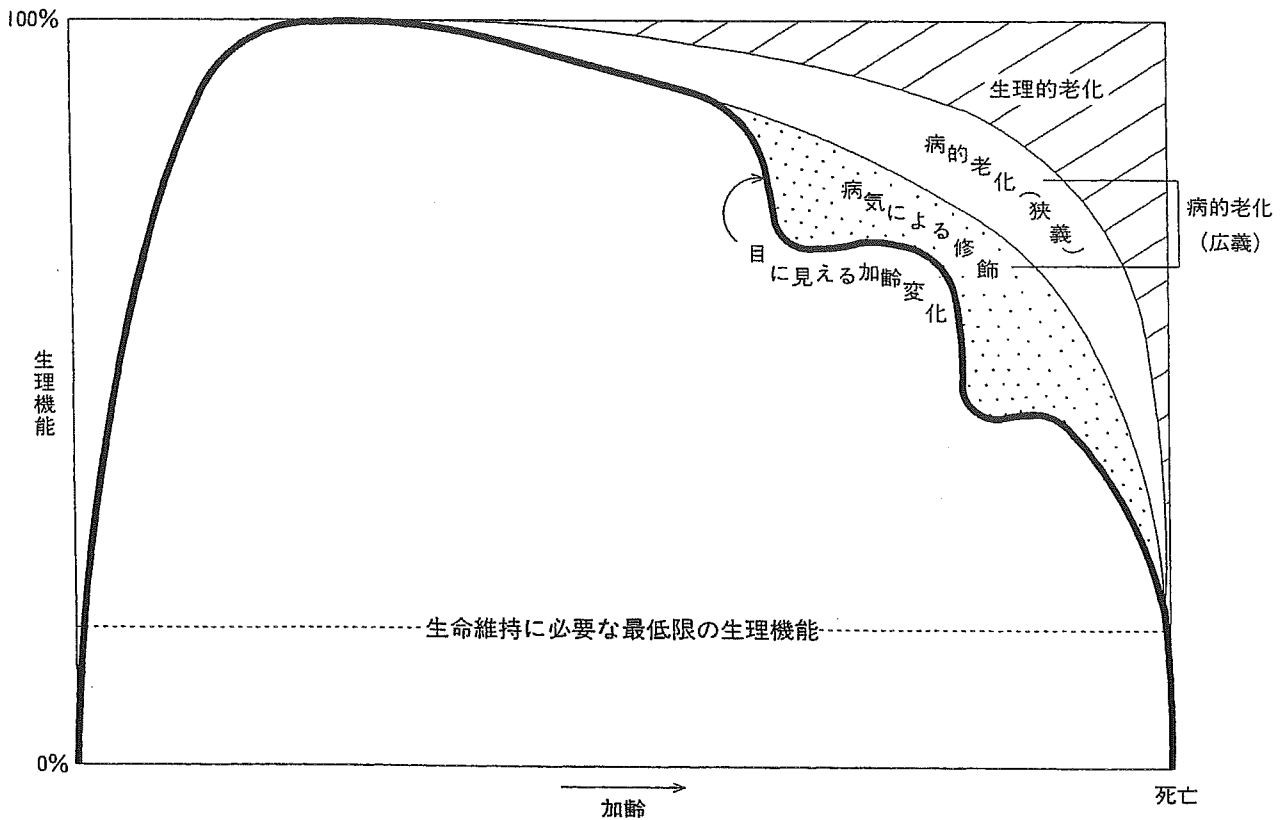 100%
生理的老化
病的老化(狭義)
病的老化
(広義)
病気による修飾
目に見える加齢変化
生理機能
生命維持に必要な最低限の生理機能
0%
加齢
死亡